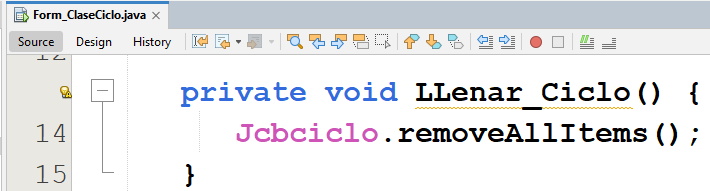 Form_ClaseCiclo.java
Source Design History
12
private void LLenar_Ciclo() {
14 Jcbciclo.removeAllItems();
15 }